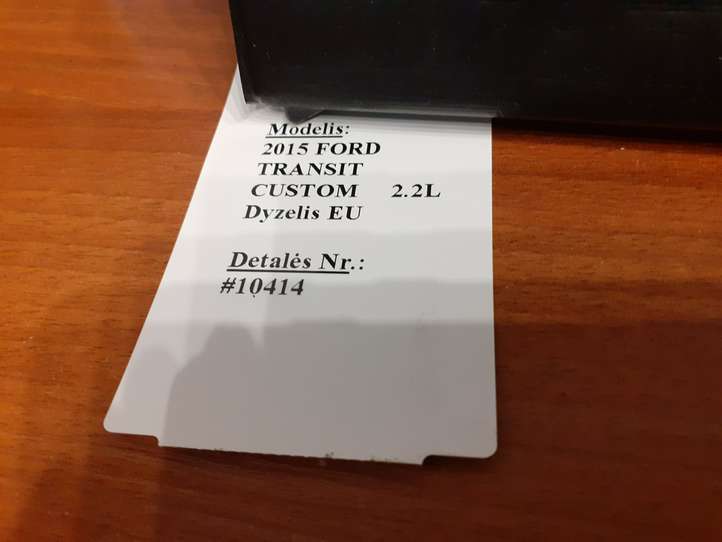 Modelis:
2015 FORD
TRANSIT
CUSTOM 2.2L
Dyzelis EU
Detalės Nr.:
#10414